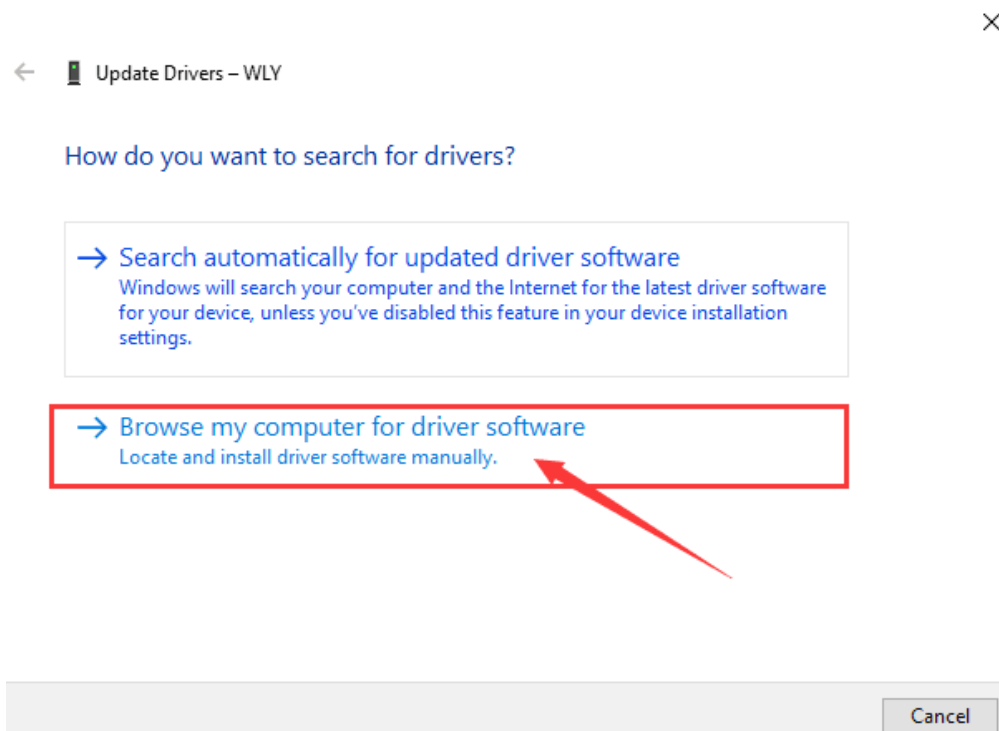 Update Drivers – WLY
How do you want to search for drivers?
Search automatically for updated driver software
Windows will search your computer and the Internet for the latest driver software
for your device, unless you've disabled this feature in your device installation
settings.
Browse my computer for driver software
Locate and install driver software manually.
Cancel